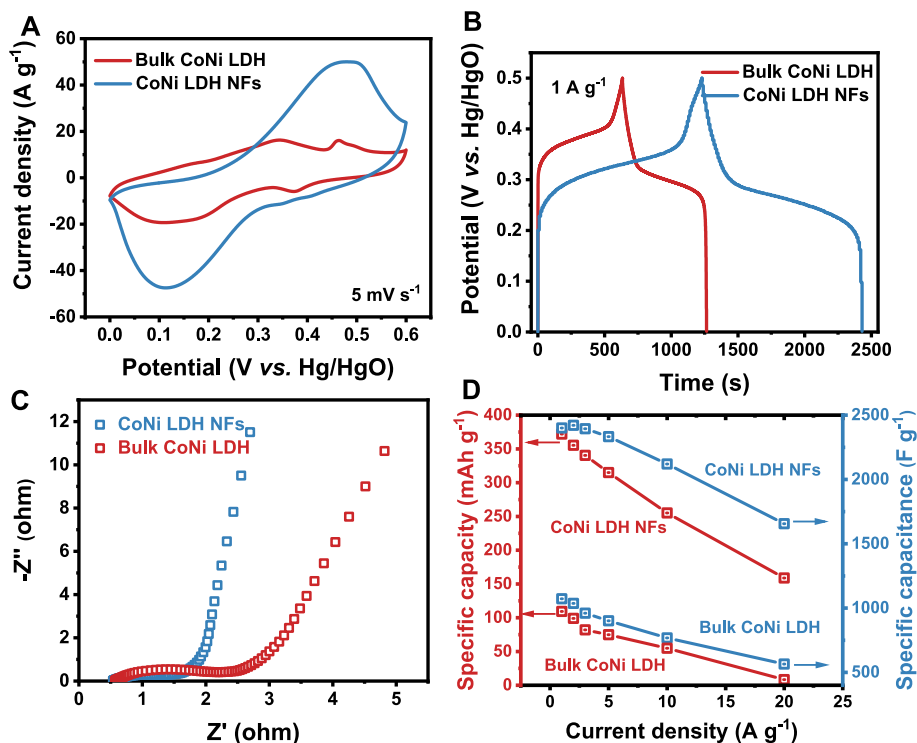 A
Bulk CoNi LDH
CoNi LDH NFs
5 mV s⁻¹
Current density (A g⁻¹)
60
40
20
0
-20
-40
-60
0.0 0.1 0.2 0.3 0.4 0.5 0.6
Potential (V vs. Hg/HgO)
B
Bulk CoNi LDH
CoNi LDH NFs
1 A g⁻¹
Potential (V vs. Hg/HgO)
0.5
0.4
0.3
0.2
0.1
0.0
0 500 1000 1500 2000 2500
Time (s)
C
CoNi LDH NFs
Bulk CoNi LDH
-Z'' (ohm)
12
10
8
6
4
2
0
0 1 2 3 4 5
Z' (ohm)
D
Specific capacity (mAh g⁻¹)
400
350
300
250
200
150
100
50
0
CoNi LDH NFs
CoNi LDH NFs
Bulk CoNi LDH
Bulk CoNi LDH
0 5 10 15 20 25
Current density (A g⁻¹)
2500
2000
1500
1000
500
Specific capacitance (F g⁻¹)